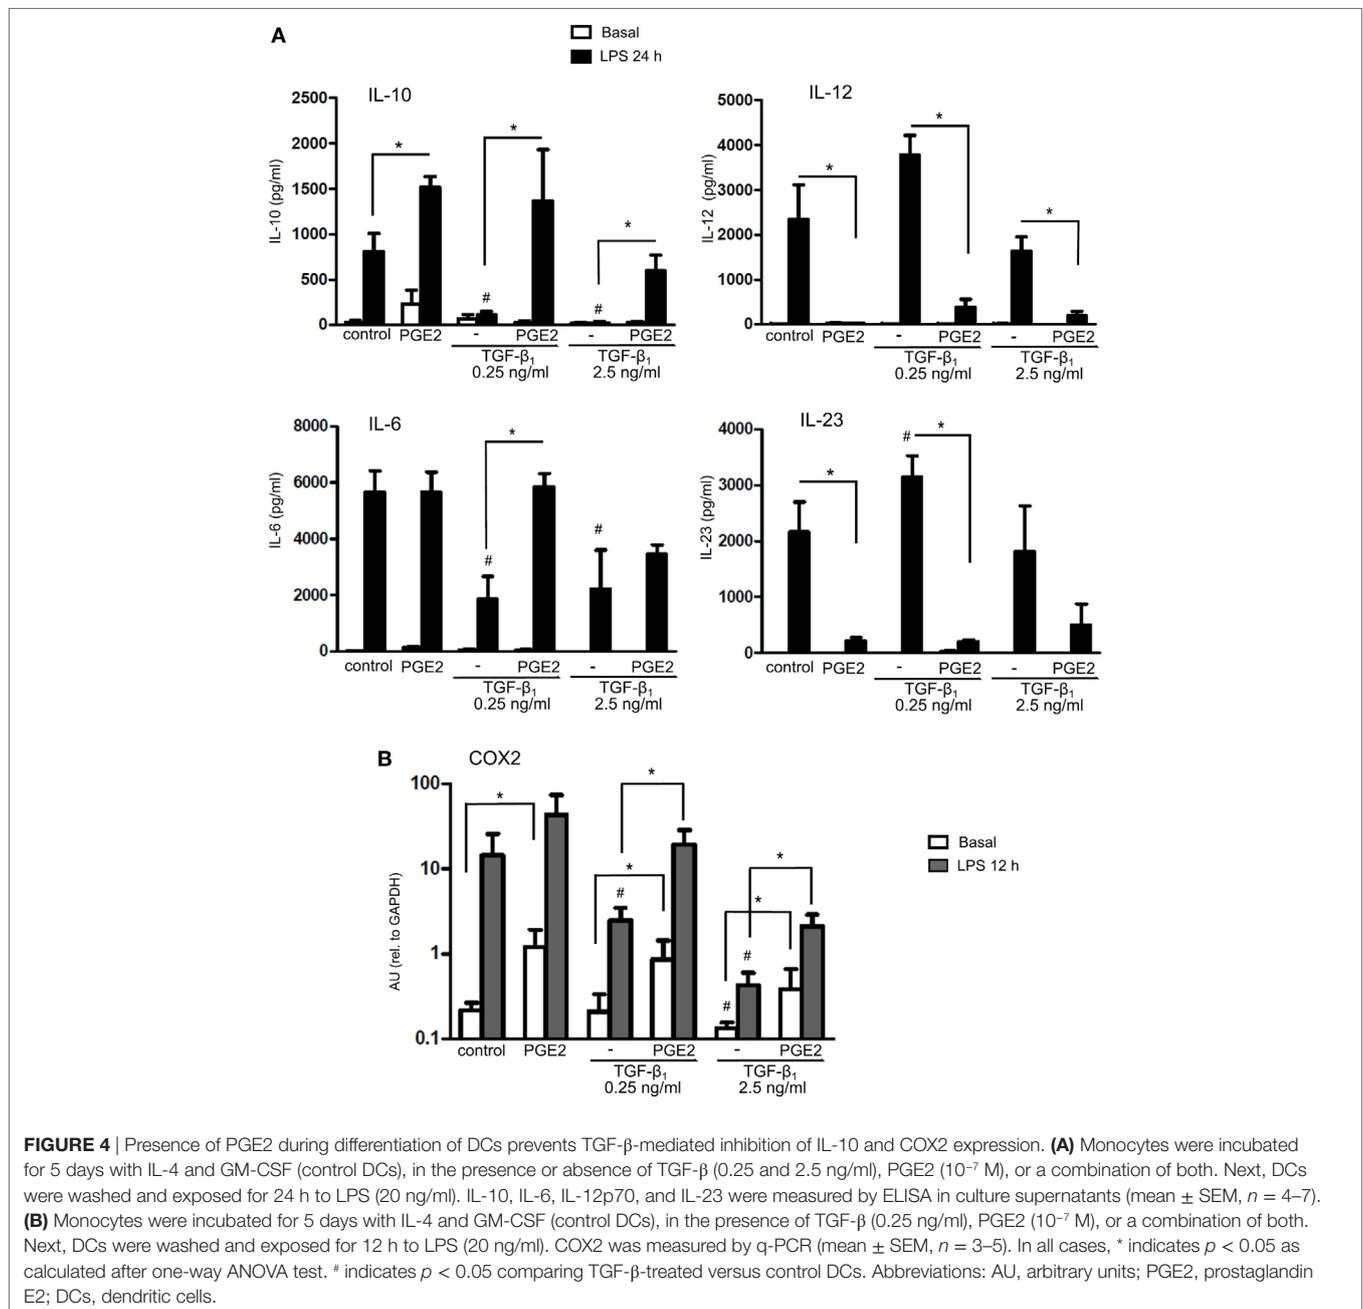 A
Basal
LPS 24 h
IL-10
IL-10 (pg/ml)
2500
2000
1500
1000
500
0
*
*
*
#
#
control PGE2 - PGE2 - PGE2
TGF-β₁ TGF-β₁
0.25 ng/ml 2.5 ng/ml
IL-12
IL-12 (pg/ml)
5000
4000
3000
2000
1000
0
*
*
*
control PGE2 - PGE2 - PGE2
TGF-β₁ TGF-β₁
0.25 ng/ml 2.5 ng/ml
IL-6
IL-6 (pg/ml)
8000
6000
4000
2000
0
*
#
#
control PGE2 - PGE2 - PGE2
TGF-β₁ TGF-β₁
0.25 ng/ml 2.5 ng/ml
IL-23
IL-23 (pg/ml)
4000
3000
2000
1000
0
*
# *
control PGE2 - PGE2 - PGE2
TGF-β₁ TGF-β₁
0.25 ng/ml 2.5 ng/ml
B
COX2
AU (rel. to GAPDH)
100
10
1
0.1
*
*
*
#
*
*
#
#
Basal
LPS 12 h
control PGE2 - PGE2 - PGE2
TGF-β₁ TGF-β₁
0.25 ng/ml 2.5 ng/ml
FIGURE 4 | Presence of PGE2 during differentiation of DCs prevents TGF-β-mediated inhibition of IL-10 and COX2 expression. (A) Monocytes were incubated
for 5 days with IL-4 and GM-CSF (control DCs), in the presence or absence of TGF-β (0.25 and 2.5 ng/ml), PGE2 (10⁻⁷ M), or a combination of both. Next, DCs
were washed and exposed for 24 h to LPS (20 ng/ml). IL-10, IL-6, IL-12p70, and IL-23 were measured by ELISA in culture supernatants (mean ± SEM, n = 4–7).
(B) Monocytes were incubated for 5 days with IL-4 and GM-CSF (control DCs), in the presence of TGF-β (0.25 ng/ml), PGE2 (10⁻⁷ M), or a combination of both.
Next, DCs were washed and exposed for 12 h to LPS (20 ng/ml). COX2 was measured by q-PCR (mean ± SEM, n = 3–5). In all cases, * indicates p < 0.05 as
calculated after one-way ANOVA test. # indicates p < 0.05 comparing TGF-β-treated versus control DCs. Abbreviations: AU, arbitrary units; PGE2, prostaglandin
E2; DCs, dendritic cells.